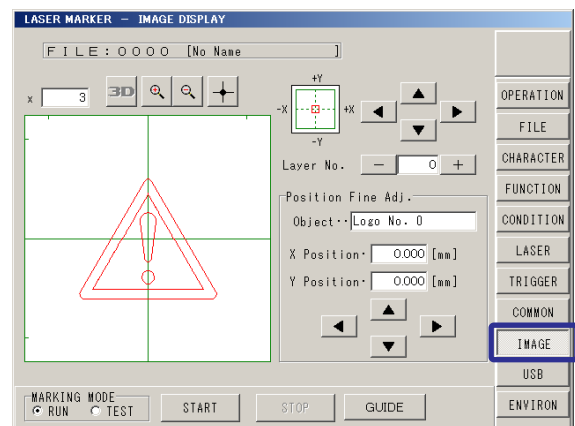 LASER MARKER － IMAGE DISPLAY
ＦＩＬＥ：００００ [No Name ]
x 3 3D
+Y
-X +X
-Y
Layer No. － 0 ＋
Position Fine Adj.
Object・・Logo No. 0
X Position・ 0.000 [mm]
Y Position・ 0.000 [mm]
OPERATION
FILE
CHARACTER
FUNCTION
CONDITION
LASER
TRIGGER
COMMON
IMAGE
USB
ENVIRON
MARKING MODE
RUN TEST START STOP GUIDE